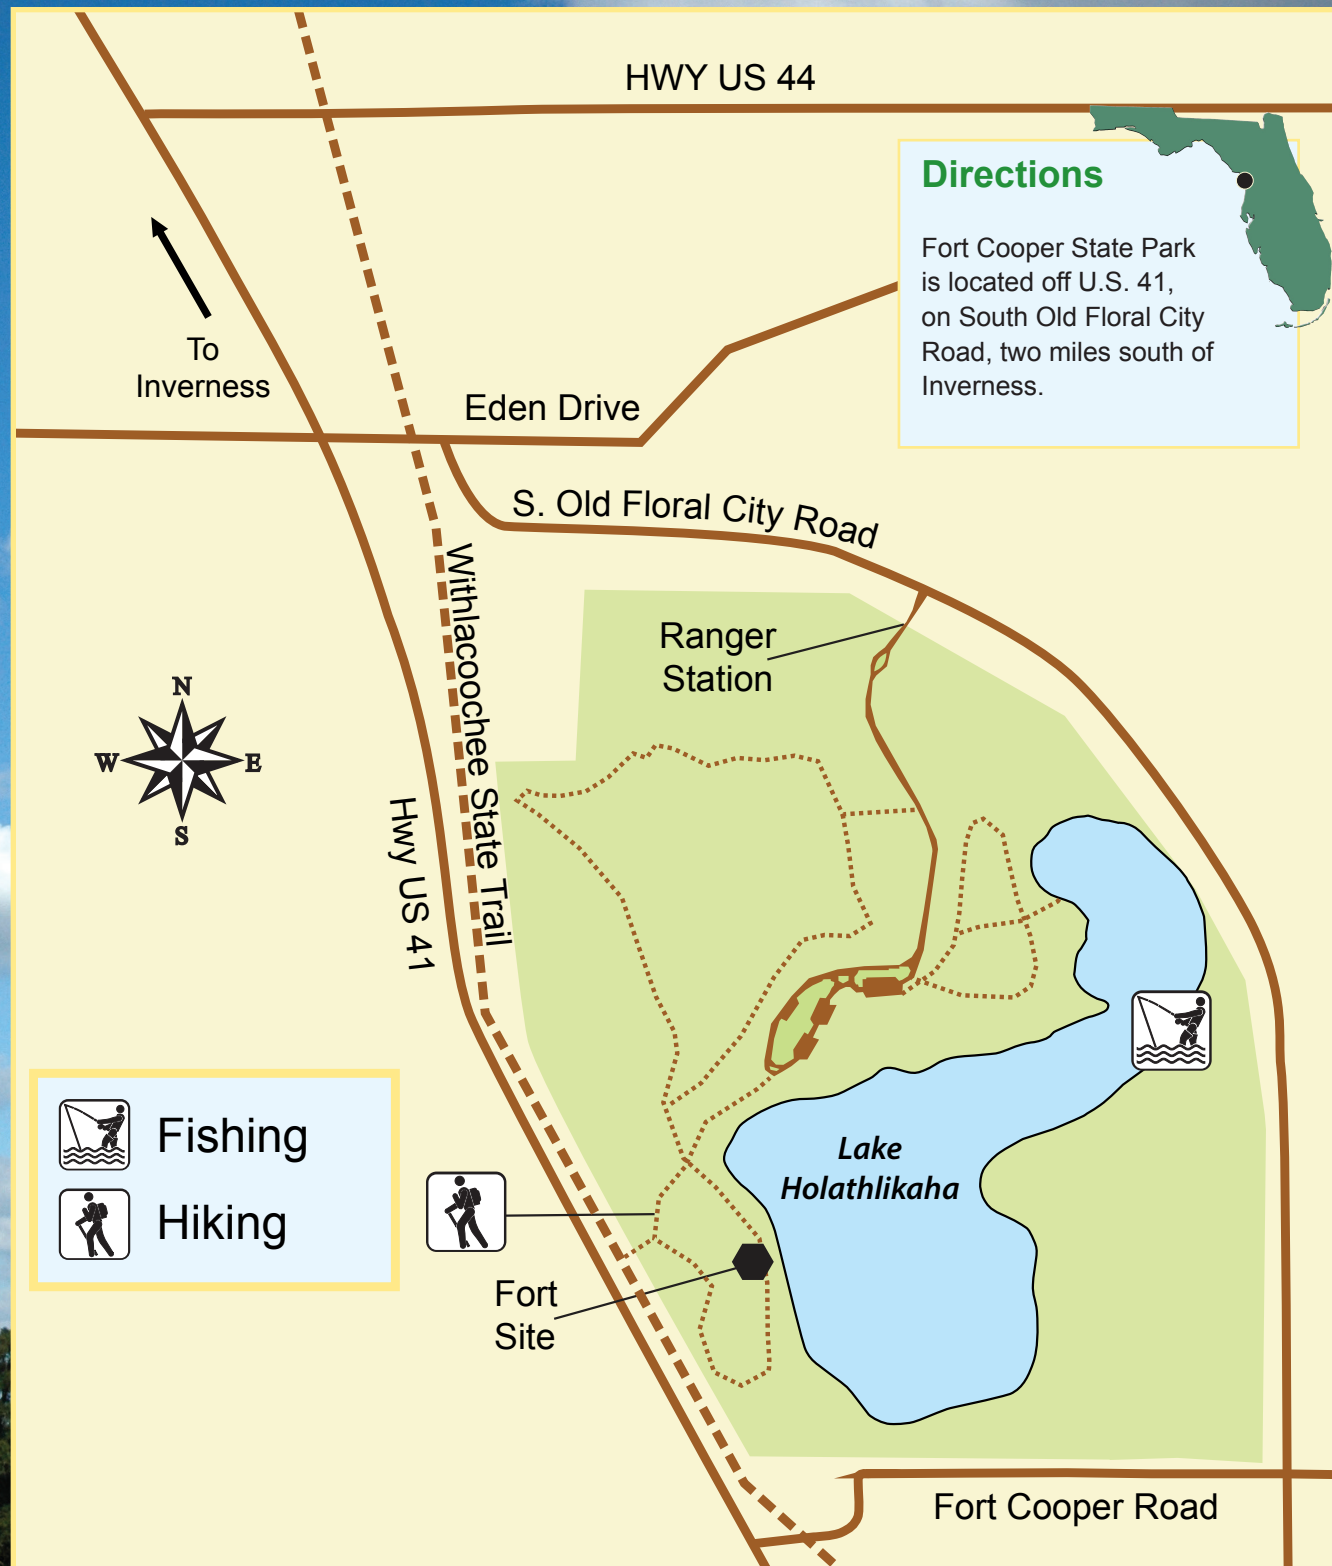 HWY US 44
Directions
Fort Cooper State Park
is located off U.S. 41,
on South Old Floral City
Road, two miles south of
Inverness.
To
Inverness
Eden Drive
S. Old Floral City Road
Withlacoochee State Trail
Ranger
Station
N
W
E
S
Hwy US 41
Fishing
Hiking
Lake
Holathlikaha
Fort
Site
Fort Cooper Road